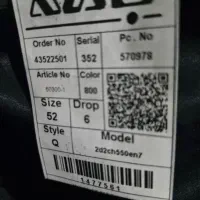 Order No Serial Pc. No
43522501 352 570978
Article No Color
800
Size Drop
52 6
Style Model
Q 2d2ch550en7
1477561